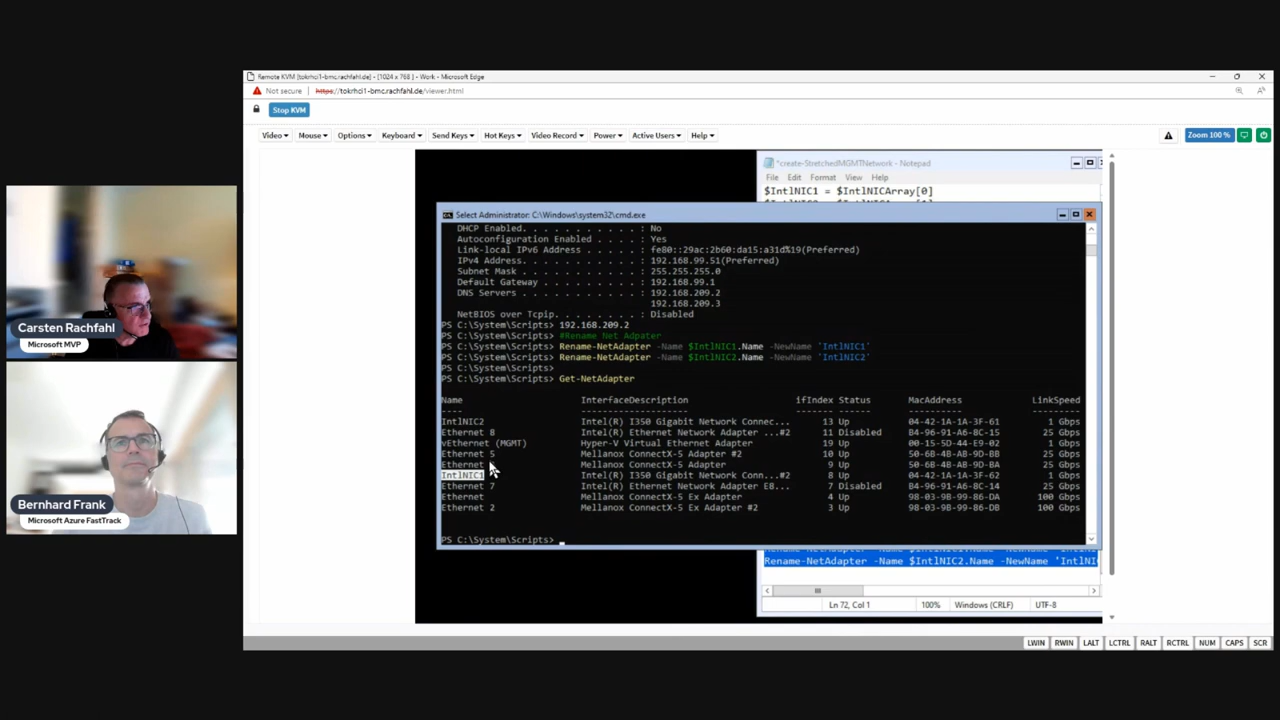 Remote KVM [tokrhci1-bmc.rachfahl.de] - [1024 x 768 ] - Work - Microsoft Edge
Not secure
https://tokrhci1-bmc.rachfahl.de/viewer.html
Stop KVM
Video Mouse Options Keyboard Send Keys Hot Keys Video Record Power Active Users Help
Zoom 100 %
*create-StretchedMGMTNetwork - Notepad
File Edit Format View Help
$IntlNIC1 = $IntlNICArray[0]
Select Administrator: C:\Windows\system32\cmd.exe
DHCP Enabled. . . . . . . . . . . : No
Autoconfiguration Enabled . . . . : Yes
Link-local IPv6 Address . . . . . : fe80::29ac:2b60:da15:a31d%19(Preferred)
IPv4 Address. . . . . . . . . . . : 192.168.99.51(Preferred)
Subnet Mask . . . . . . . . . . . : 255.255.255.0
Default Gateway . . . . . . . . . : 192.168.99.1
DNS Servers . . . . . . . . . . . : 192.168.209.2
192.168.209.3
NetBIOS over Tcpip. . . . . . . . : Disabled
PS C:\System\Scripts> 192.168.209.2
PS C:\System\Scripts> #Rename Net Adpater
PS C:\System\Scripts> Rename-NetAdapter -Name $IntlNIC1.Name -NewName 'IntlNIC1'
PS C:\System\Scripts> Rename-NetAdapter -Name $IntlNIC2.Name -NewName 'IntlNIC2'
PS C:\System\Scripts>
PS C:\System\Scripts> Get-NetAdapter
Name InterfaceDescription ifIndex Status MacAddress LinkSpeed
---- -------------------- ------- ------ ---------- ---------
IntlNIC2 Intel(R) I350 Gigabit Network Connec... 13 Up 04-42-1A-1A-3F-61 1 Gbps
Ethernet 8 Intel(R) Ethernet Network Adapter ...#2 11 Disabled B4-96-91-A6-8C-15 25 Gbps
vEthernet (MGMT) Hyper-V Virtual Ethernet Adapter 19 Up 00-15-5D-44-E9-02 1 Gbps
Ethernet 5 Mellanox ConnectX-5 Adapter #2 10 Up 50-6B-4B-9B-BB 25 Gbps
Ethernet Mellanox ConnectX-5 Adapter 9 Up 25 Gbps
IntlNIC1 Intel(R) I350 Gigabit Network Conn...#2 8 Up 04-42-1A-1A-3F-62 1 Gbps
Ethernet 7 Intel(R) Ethernet Network Adapter E8... 7 Disabled B4-96-91-A6-8C-14 25 Gbps
Ethernet Mellanox ConnectX-5 Ex Adapter 4 Up 98-03-9B-99-86-DA 100 Gbps
Ethernet 2 Mellanox ConnectX-5 Ex Adapter #2 3 Up 98-03-9B-99-86-DB 100 Gbps
PS C:\System\Scripts>
Rename-NetAdapter -Name $IntlNIC2.Name -NewName 'IntlNI
Ln 72, Col 1 100% Windows (CRLF) UTF-8
LWIN RWIN LALT LCTRL RALT RCTRL NUM CAPS SCR
Carsten Rachfahl
Microsoft MVP
Bernhard Frank
Microsoft Azure FastTrack